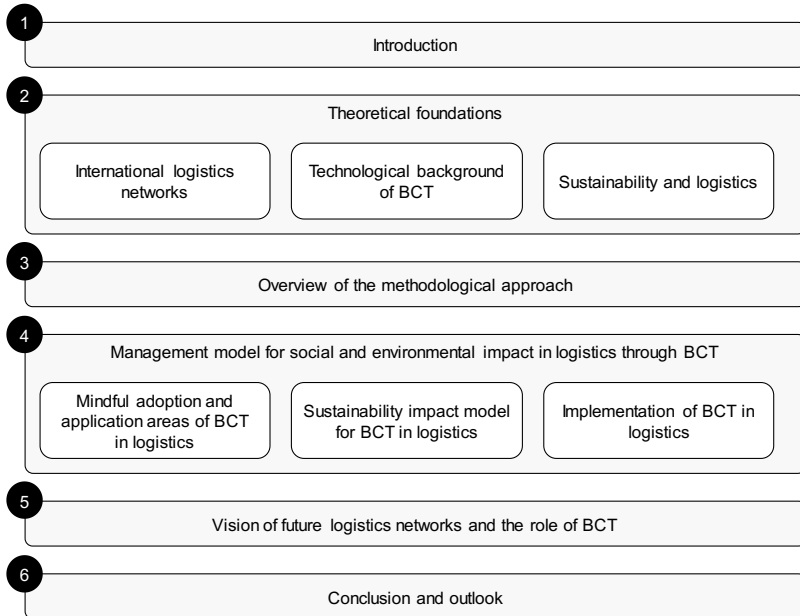 1
Introduction
2
Theoretical foundations
International logistics
networks
Technological background
of BCT
Sustainability and logistics
3
Overview of the methodological approach
4
Management model for social and environmental impact in logistics through BCT
Mindful adoption and
application areas of BCT
in logistics
Sustainability impact model
for BCT in logistics
Implementation of BCT in
logistics
5
Vision of future logistics networks and the role of BCT
6
Conclusion and outlook